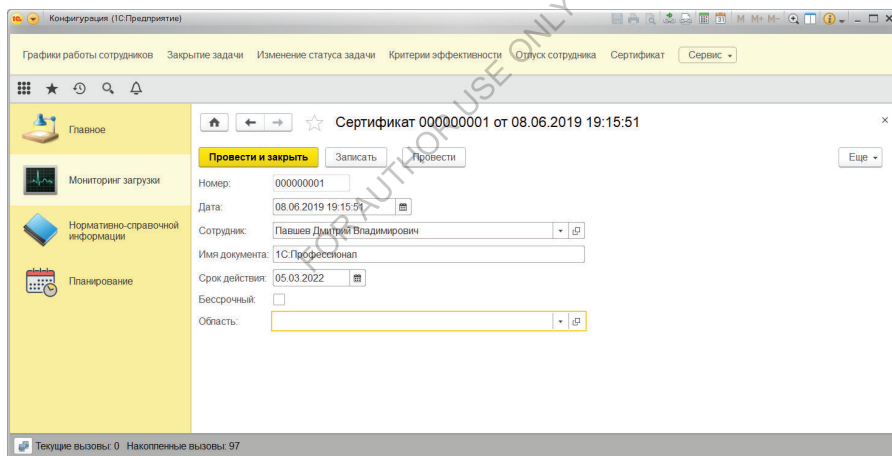 Конфигурация (1С:Предприятие)
M M+ M-
Графики работы сотрудников Закрытие задачи Изменение статуса задачи Критерии эффективности Отпуск сотрудника Сертификат Сервис
Главное
Мониторинг загрузки
Нормативно-справочной
информации
Планирование
Сертификат 000000001 от 08.06.2019 19:15:51
Провести и закрыть Записать Провести Еще
Номер: 000000001
Дата: 08.06.2019 19:15:51
Сотрудник: Павшев Дмитрий Владимирович
Имя документа: 1С:Профессионал
Срок действия: 05.03.2022
Бессрочный:
Область:
Текущие вызовы: 0 Накопленные вызовы: 97
FOR AUTHOR USE ONLY